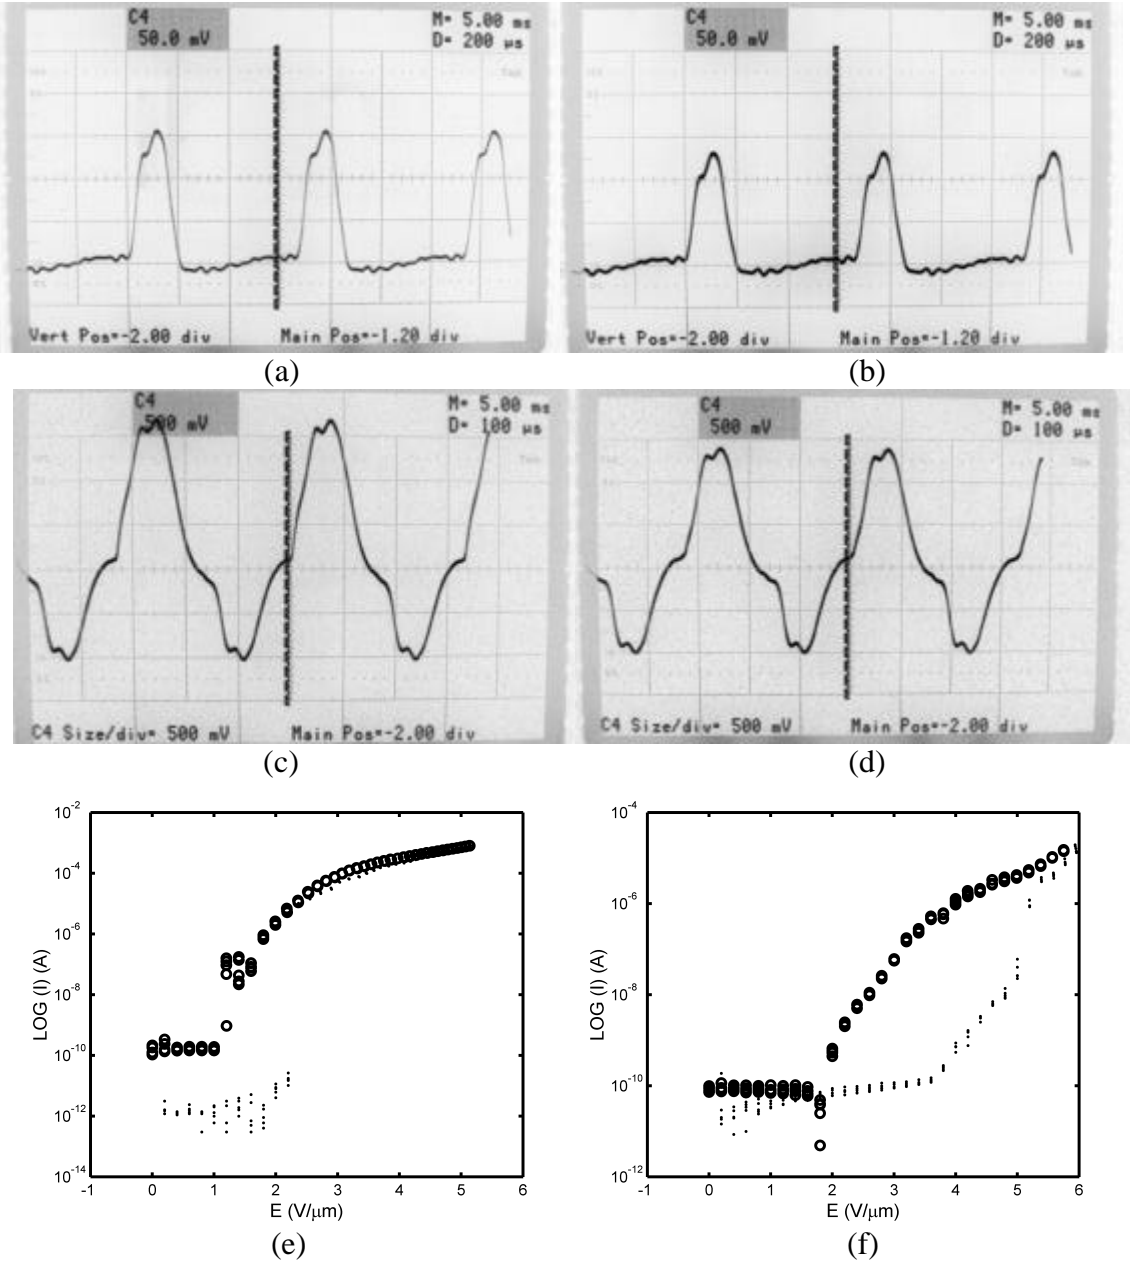 C4
50.0 mV
M= 5.00 ms
D= 200 µs
Vert Pos=-2.00 div
Main Pos=-1.20 div
(a)
C4
50.0 mV
M= 5.00 ms
D= 200 µs
Vert Pos=-2.00 div
Main Pos=-1.20 div
(b)
C4
500 mV
M= 5.00 ms
D= 100 µs
C4 Size/div= 500 mV
Main Pos=-2.00 div
(c)
C4
500 mV
M= 5.00 ms
D= 100 µs
C4 Size/div= 500 mV
Main Pos=-2.00 div
(d)
LOG (I) (A)
10^-2
10^-4
10^-6
10^-8
10^-10
10^-12
10^-14
-1 0 1 2 3 4 5 6
E (V/µm)
(e)
LOG (I) (A)
10^-4
10^-6
10^-8
10^-10
10^-12
-1 0 1 2 3 4 5 6
E (V/µm)
(f)